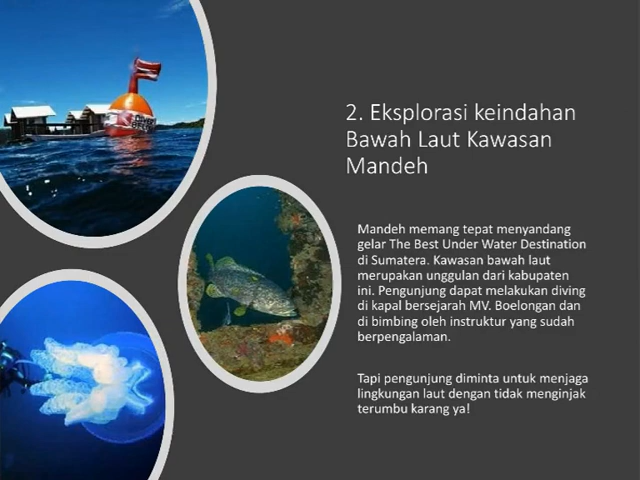 2. Eksplorasi keindahan
Bawah Laut Kawasan
Mandeh
Mandeh memang tepat menyandang
gelar The Best Under Water Destination
di Sumatera. Kawasan bawah laut
merupakan unggulan dari kabupaten
ini. Pengunjung dapat melakukan diving
di kapal bersejarah MV. Boelongan dan
di bimbing oleh instruktur yang sudah
berpengalaman.
Tapi pengunjung diminta untuk menjaga
lingkungan laut dengan tidak menginjak
terumbu karang ya!